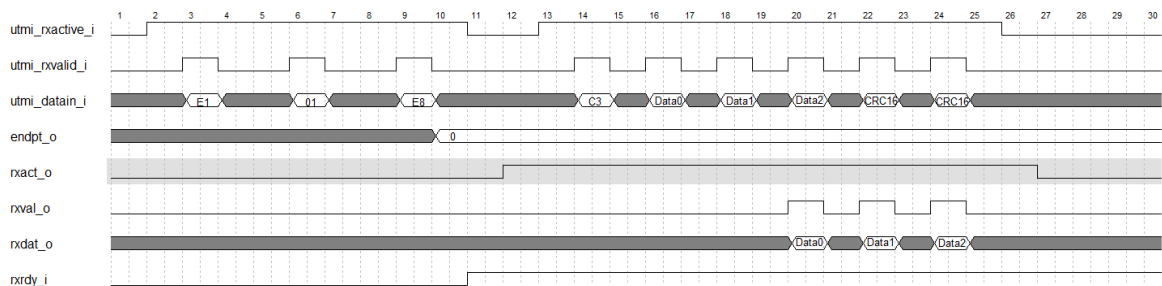 1 2 3 4 5 6 7 8 9 10 11 12 13 14 15 16 17 18 19 20 21 22 23 24 25 26 27 28 29 30
utmi_rxactive_i
utmi_rxvalid_i
utmi_datain_i E1 01 E8 C3 Data0 Data1 Data2 CRC16 CRC16
endpt_o 0
rxact_o
rxval_o
rxdat_o Data0 Data1 Data2
rxrdy_i